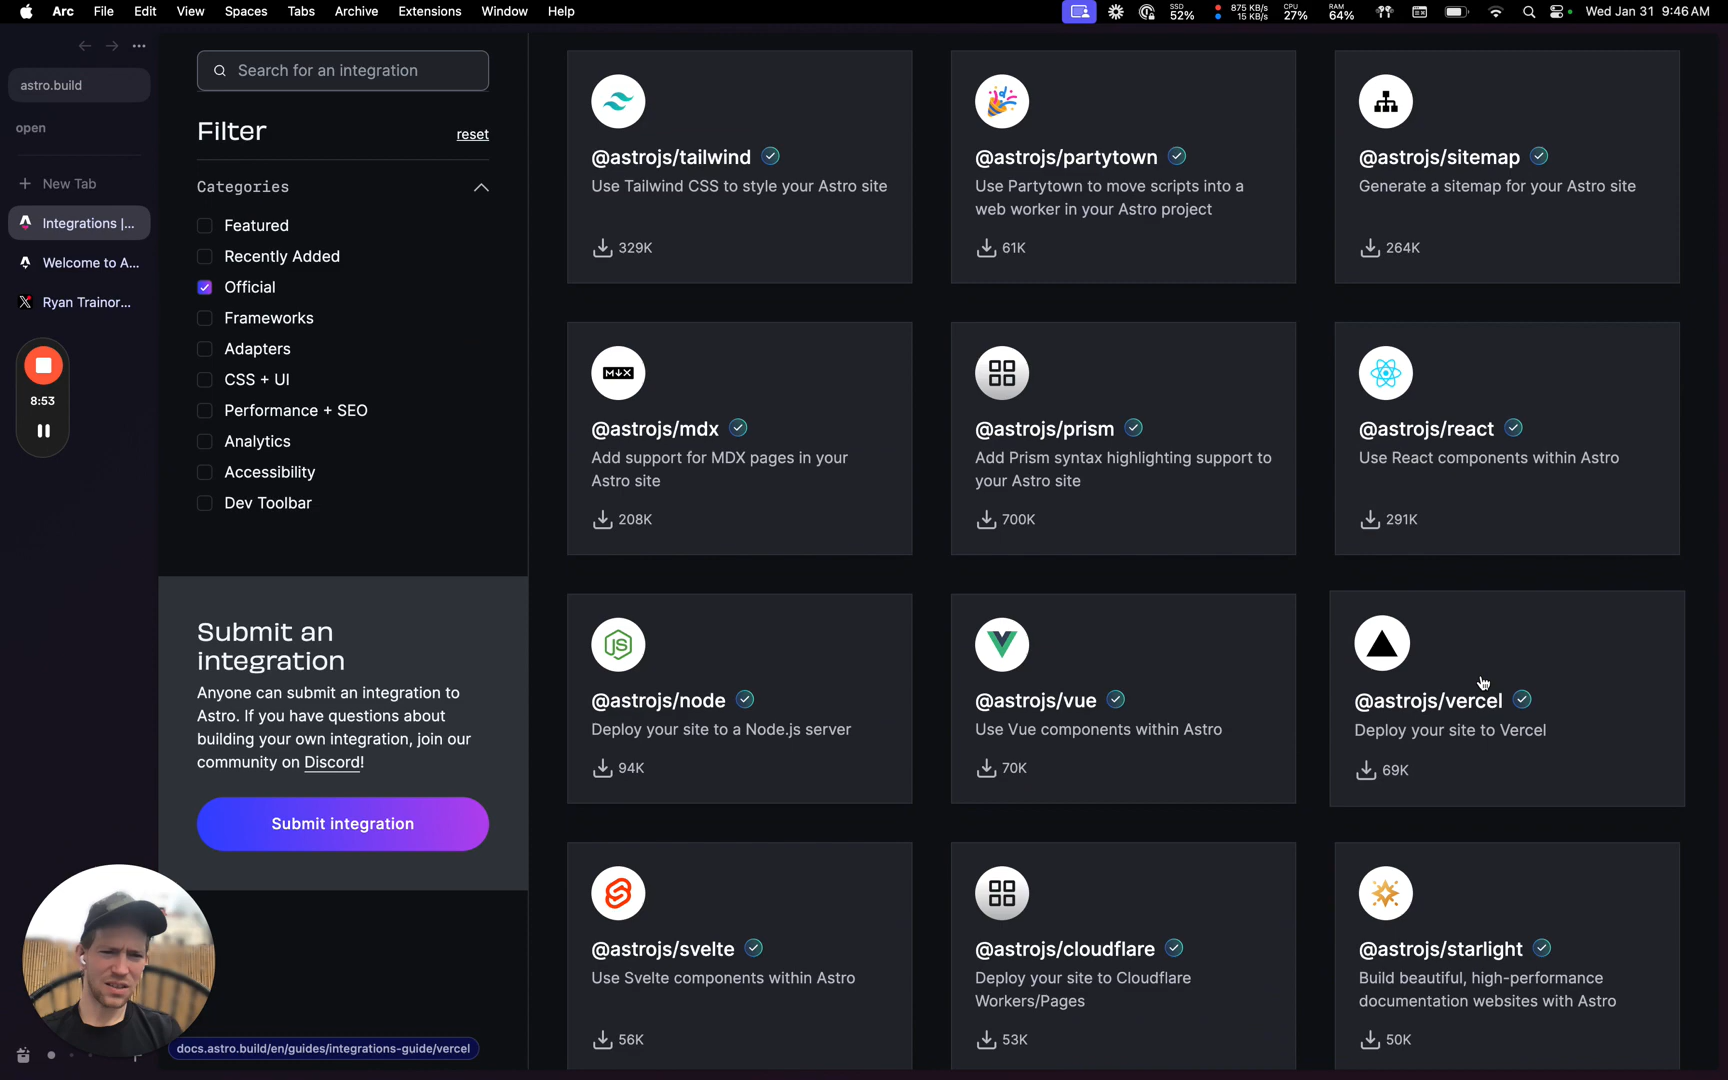 Arc File Edit View Spaces Tabs Archive Extensions Window Help
SSD 52% 875 KB/s 15 KB/s CPU 27% RAM 64% Wed Jan 31 9:46 AM
astro.build
open
New Tab
Integrations |...
Welcome to A...
Ryan Trainor...
8:53
Search for an integration
Filter
reset
Categories
Featured
Recently Added
Official
Frameworks
Adapters
CSS + UI
Performance + SEO
Analytics
Accessibility
Dev Toolbar
Submit an
integration
Anyone can submit an integration to
Astro. If you have questions about
building your own integration, join our
community on Discord!
Submit integration
docs.astro.build/en/guides/integrations-guide/vercel
@astrojs/tailwind
Use Tailwind CSS to style your Astro site
329K
@astrojs/partytown
Use Partytown to move scripts into a
web worker in your Astro project
61K
@astrojs/sitemap
Generate a sitemap for your Astro site
264K
M↓X
@astrojs/mdx
Add support for MDX pages in your
Astro site
208K
@astrojs/prism
Add Prism syntax highlighting support to
your Astro site
700K
@astrojs/react
Use React components within Astro
291K
JS
@astrojs/node
Deploy your site to a Node.js server
94K
@astrojs/vue
Use Vue components within Astro
70K
@astrojs/vercel
Deploy your site to Vercel
69K
@astrojs/svelte
Use Svelte components within Astro
56K
@astrojs/cloudflare
Deploy your site to Cloudflare
Workers/Pages
53K
@astrojs/starlight
Build beautiful, high-performance
documentation websites with Astro
50K